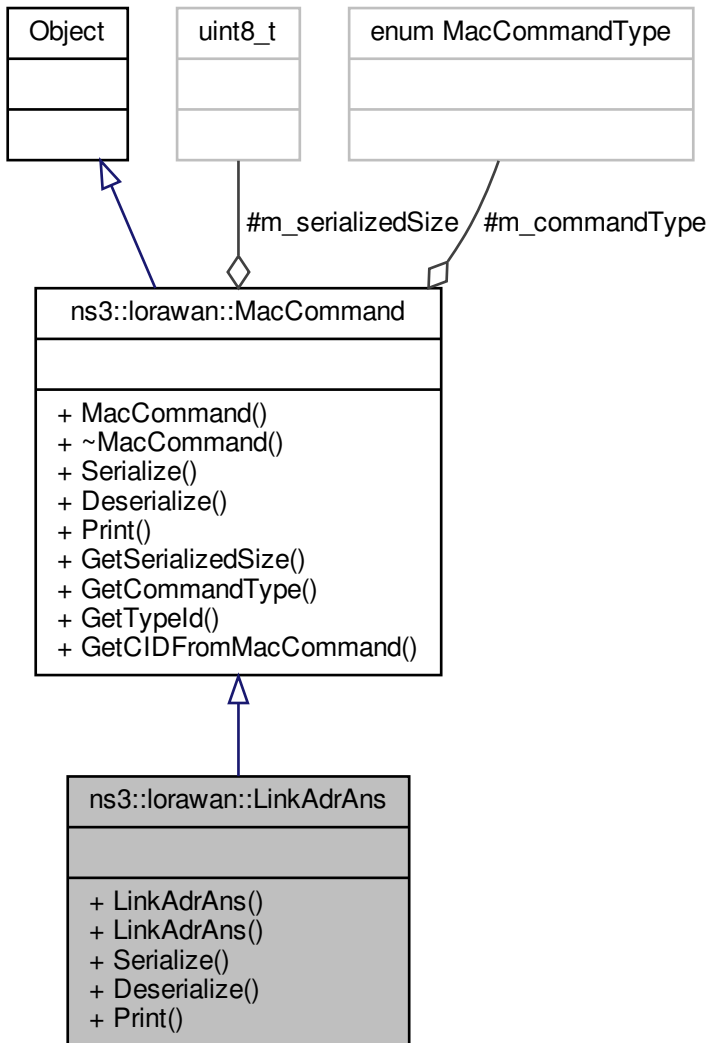 Object
uint8_t
enum MacCommandType
#m_serializedSize
#m_commandType
ns3::lorawan::MacCommand
+ MacCommand()
+ ~MacCommand()
+ Serialize()
+ Deserialize()
+ Print()
+ GetSerializedSize()
+ GetCommandType()
+ GetTypeId()
+ GetCIDFromMacCommand()
ns3::lorawan::LinkAdrAns
+ LinkAdrAns()
+ LinkAdrAns()
+ Serialize()
+ Deserialize()
+ Print()